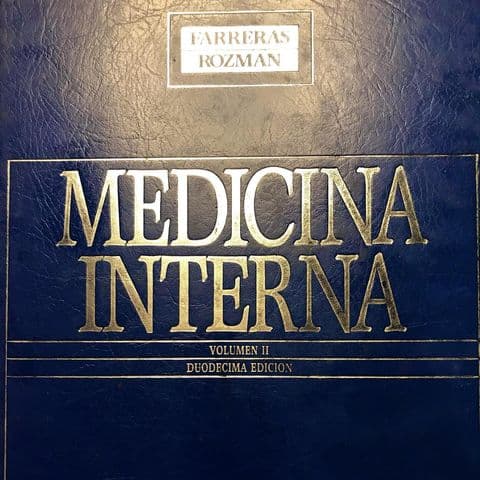 FARRERAS
ROZMAN
MEDICINA
INTERNA
VOLUMEN II
DUODECIMA EDICION